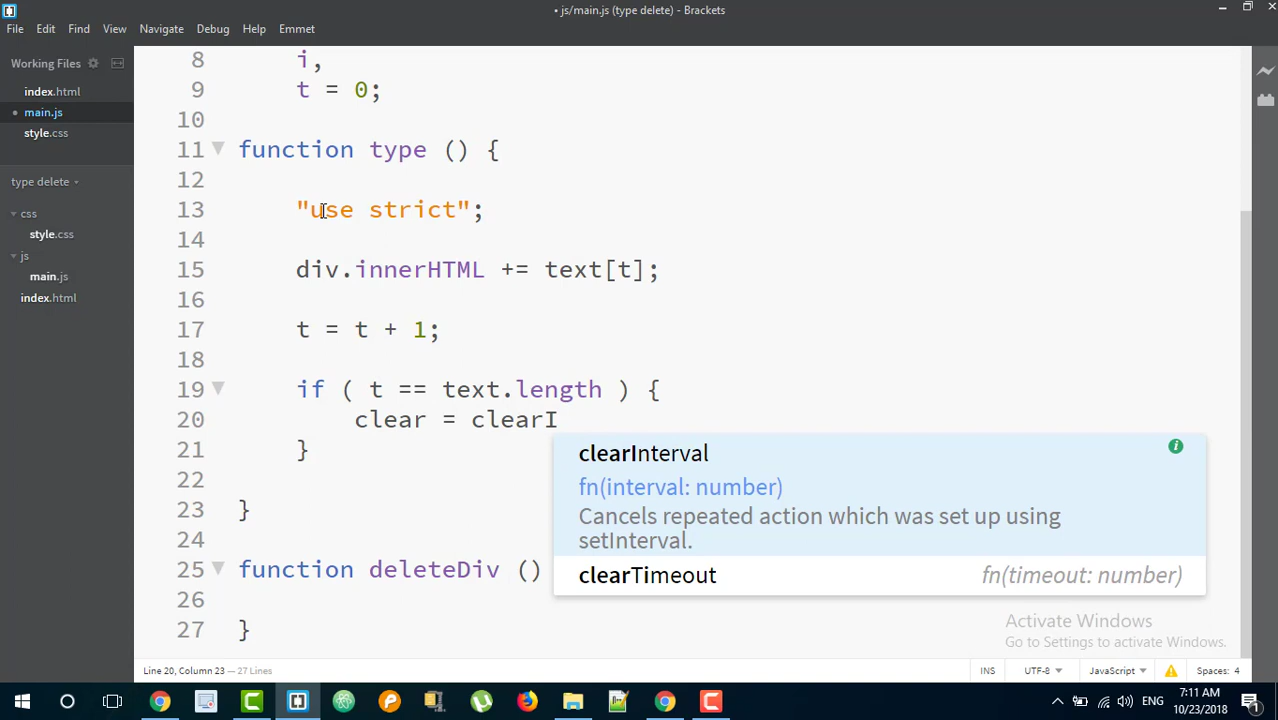 • js/main.js (type delete) - Brackets
File Edit Find View Navigate Debug Help Emmet
Working Files
index.html
• main.js
style.css
type delete
css
style.css
js
main.js
index.html
8 i,
9 t = 0;
10
11 function type () {
12
13 "use strict";
14
15 div.innerHTML += text[t];
16
17 t = t + 1;
18
19 if ( t == text.length ) {
20 clear = clearI
21 }
22
23 }
24
25 function deleteDiv ()
26
27 }
clearInterval
fn(interval: number)
Cancels repeated action which was set up using
setInterval.
clearTimeout fn(timeout: number)
Activate Windows
Go to Settings to activate Windows.
Line 20, Column 23 — 27 Lines INS UTF-8 JavaScript Spaces: 4
ENG
7:11 AM
10/23/2018